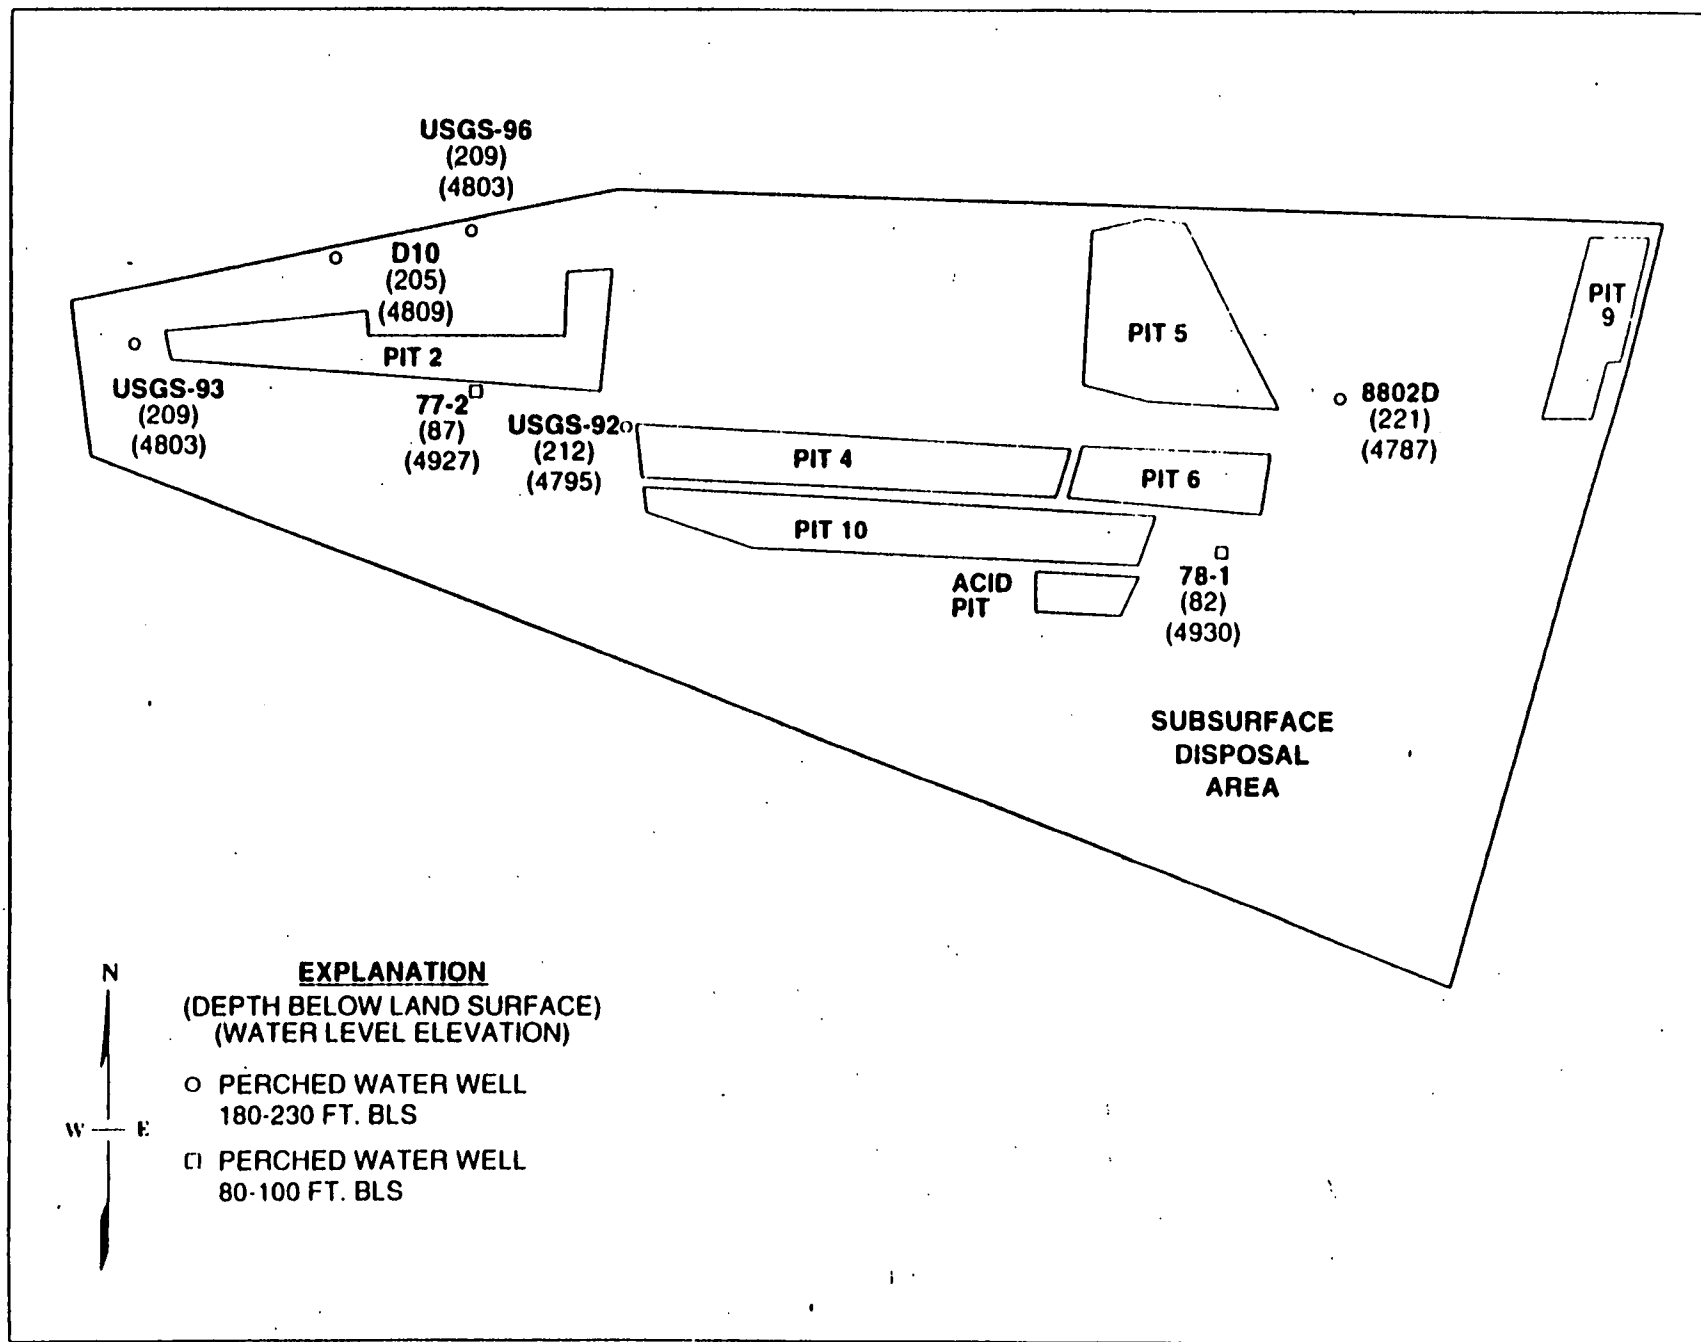 USGS-96
(209)
(4803)
D10
(205)
(4809)
PIT 2
USGS-93
(209)
(4803)
77-2
(87)
(4927)
USGS-92
(212)
(4795)
PIT 4
PIT 10
PIT 5
PIT 6
PIT
9
8802D
(221)
(4787)
ACID
PIT
78-1
(82)
(4930)
SUBSURFACE
DISPOSAL
AREA
N
W E
EXPLANATION
(DEPTH BELOW LAND SURFACE)
(WATER LEVEL ELEVATION)
PERCHED WATER WELL
180-230 FT. BLS
PERCHED WATER WELL
80-100 FT. BLS